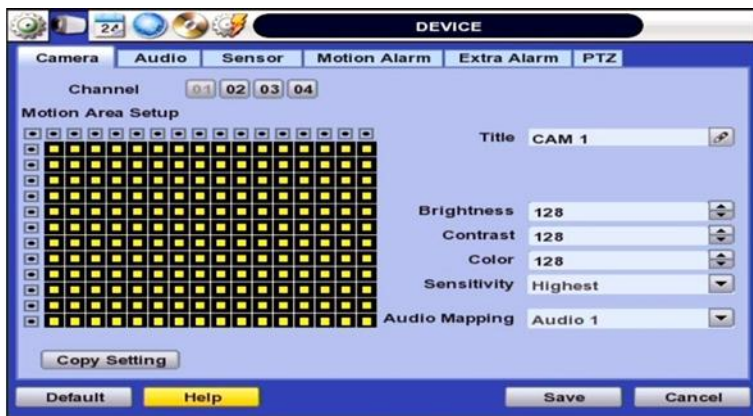 24
DEVICE
Camera Audio Sensor Motion Alarm Extra Alarm PTZ
Channel 01 02 03 04
Motion Area Setup
Title CAM 1
Brightness 128
Contrast 128
Color 128
Sensitivity Highest
Audio Mapping Audio 1
Copy Setting
Default Help Save Cancel